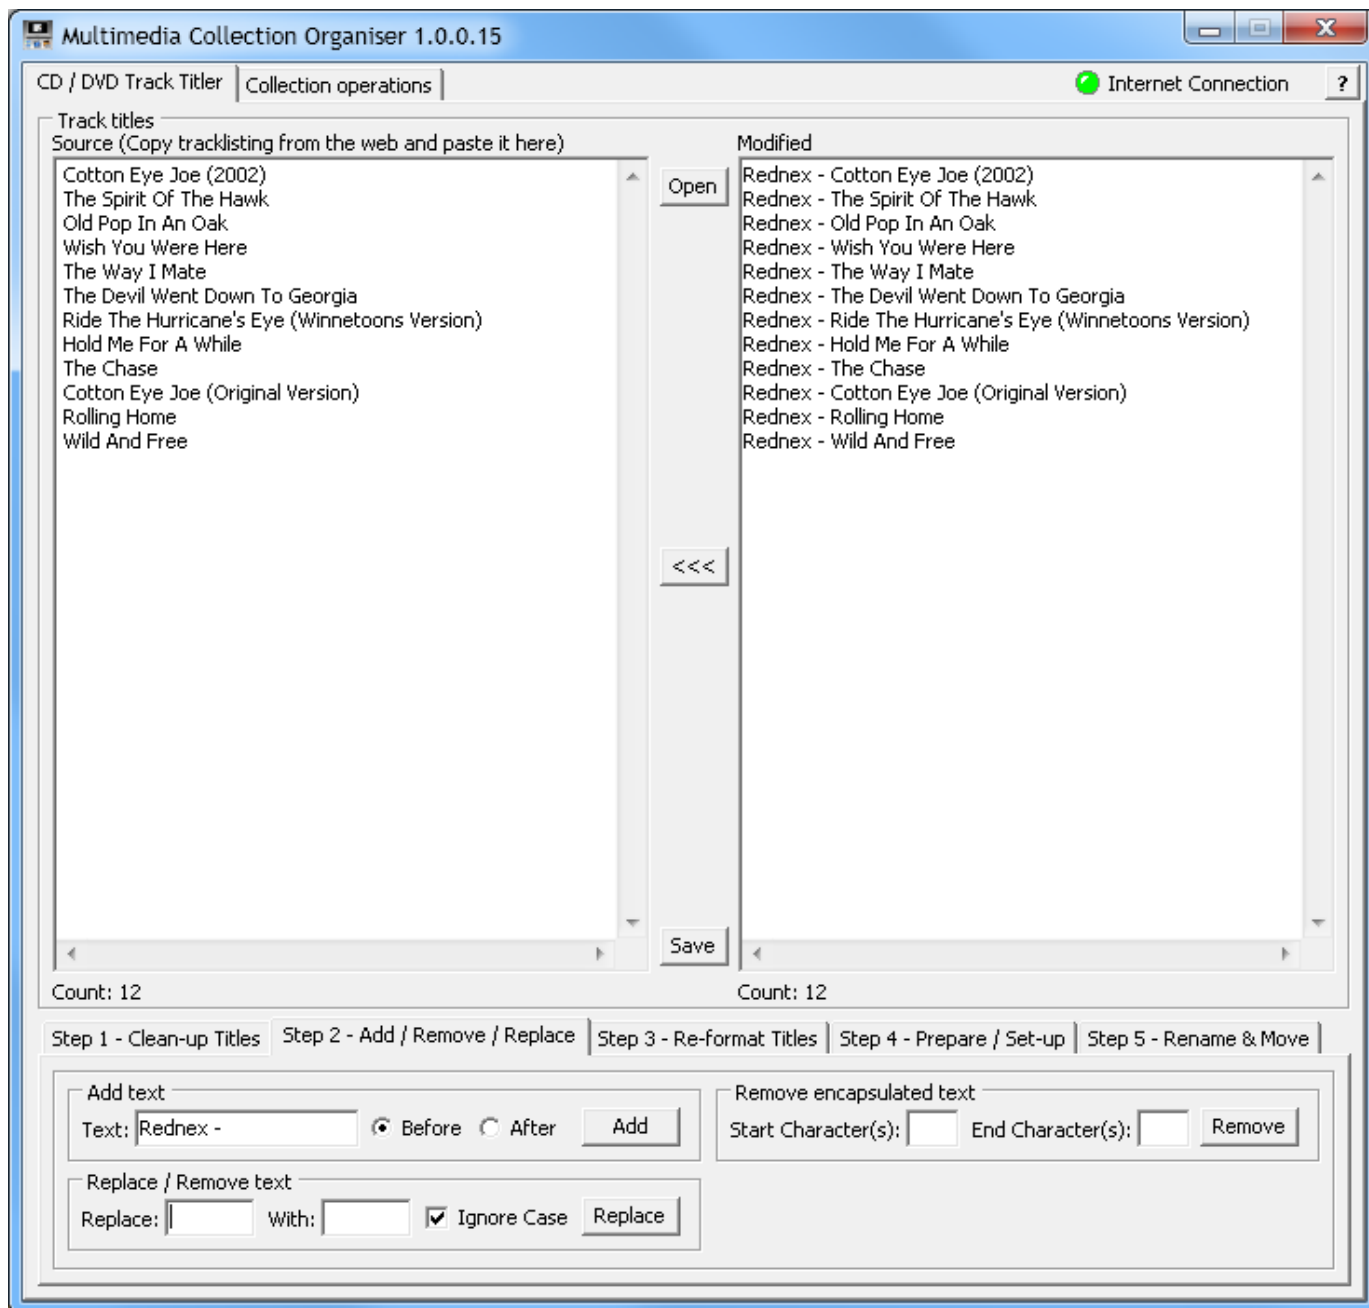 Multimedia Collection Organiser 1.0.0.15
CD / DVD Track Titler
Collection operations
Internet Connection
?
Track titles
Source (Copy tracklisting from the web and paste it here)
Cotton Eye Joe (2002)
The Spirit Of The Hawk
Old Pop In An Oak
Wish You Were Here
The Way I Mate
The Devil Went Down To Georgia
Ride The Hurricane's Eye (Winnetoons Version)
Hold Me For A While
The Chase
Cotton Eye Joe (Original Version)
Rolling Home
Wild And Free
Count: 12
Open
<<<
Save
Modified
Rednex - Cotton Eye Joe (2002)
Rednex - The Spirit Of The Hawk
Rednex - Old Pop In An Oak
Rednex - Wish You Were Here
Rednex - The Way I Mate
Rednex - The Devil Went Down To Georgia
Rednex - Ride The Hurricane's Eye (Winnetoons Version)
Rednex - Hold Me For A While
Rednex - The Chase
Rednex - Cotton Eye Joe (Original Version)
Rednex - Rolling Home
Rednex - Wild And Free
Count: 12
Step 1 - Clean-up Titles
Step 2 - Add / Remove / Replace
Step 3 - Re-format Titles
Step 4 - Prepare / Set-up
Step 5 - Rename & Move
Add text
Text: Rednex - Before After Add
Remove encapsulated text
Start Character(s): End Character(s): Remove
Replace / Remove text
Replace: With: Ignore Case Replace